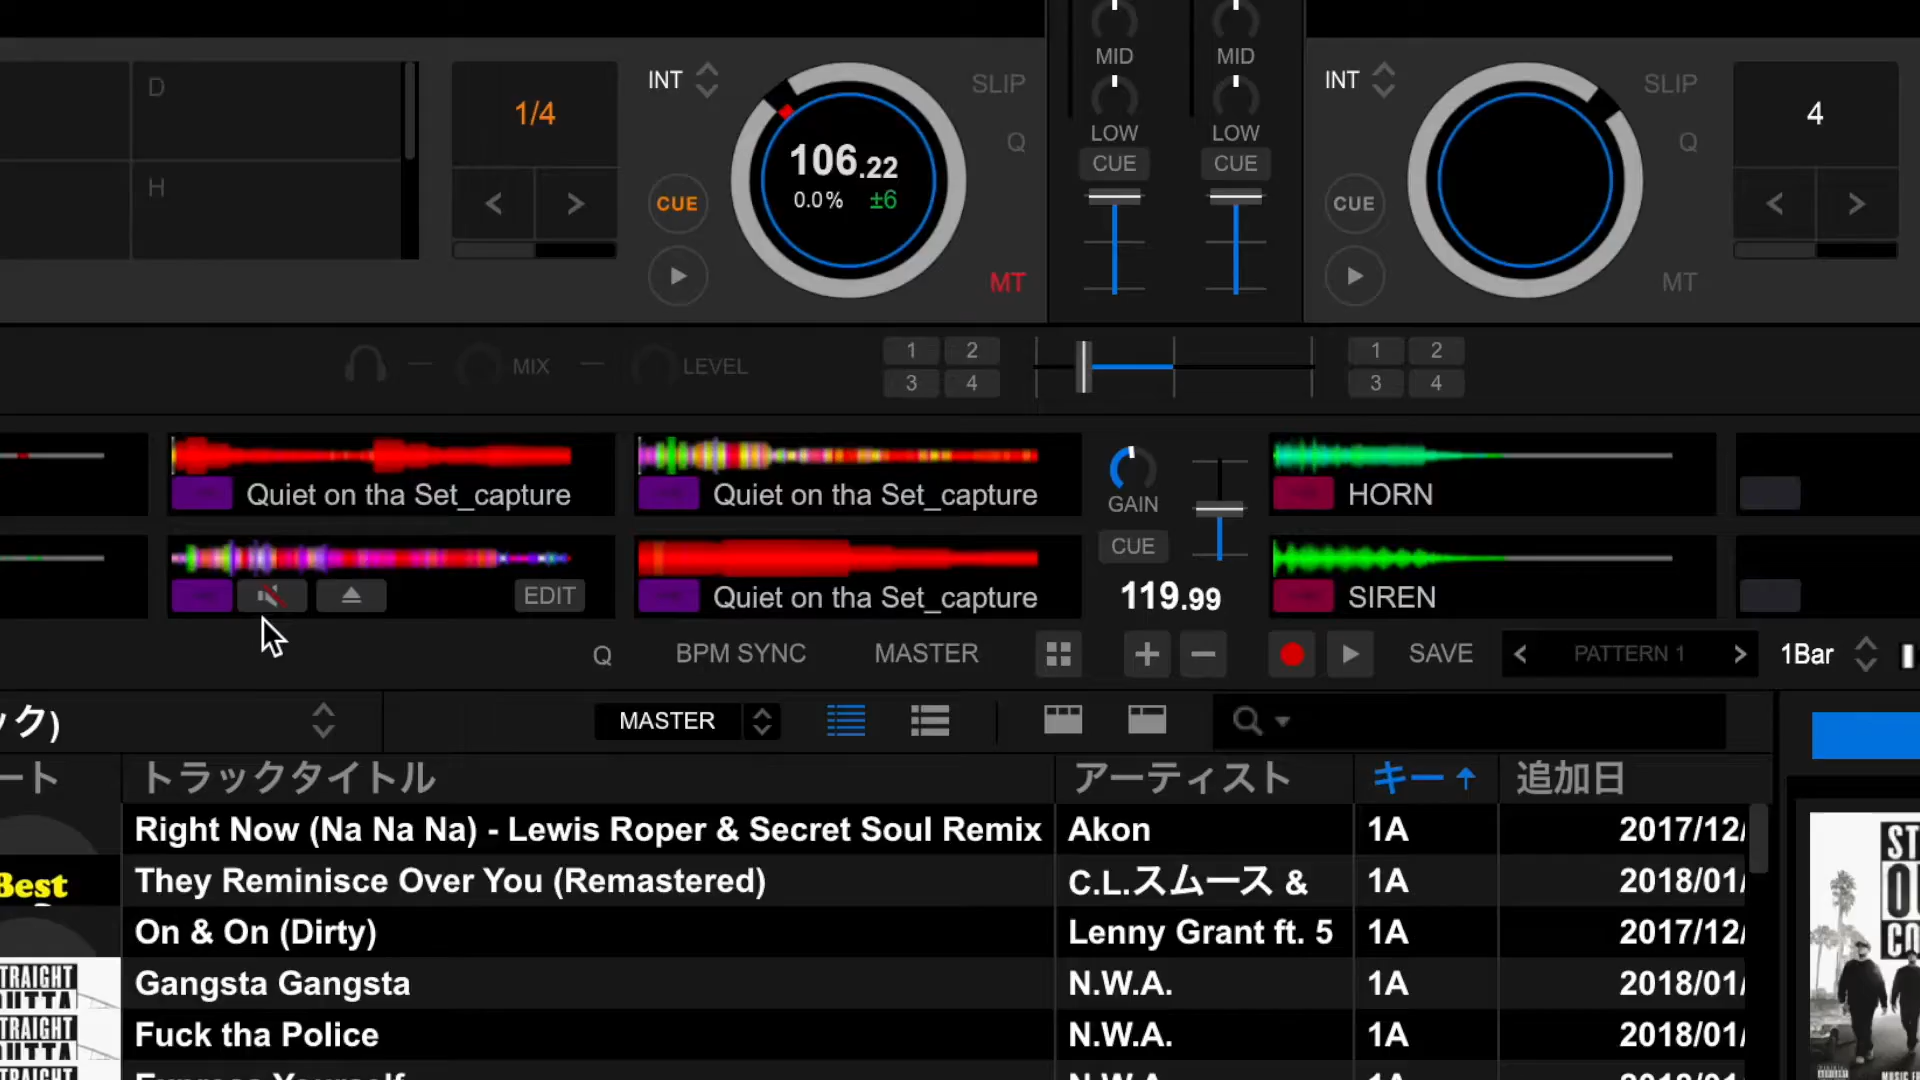 MID
MID
D
INT
SLIP
INT
SLIP
1/4
4
LOW
LOW
Q
Q
CUE
CUE
106.22
H
0.0%
±6
CUE
CUE
MT
MT
MIX
LEVEL
1 2
3 4
1 2
3 4
Quiet on tha Set_capture
Quiet on tha Set_capture
GAIN
HORN
CUE
EDIT
Quiet on tha Set_capture
119.99
SIREN
Q
BPM SYNC
MASTER
SAVE
PATTERN 1
1Bar
ック)
MASTER
ート
トラックタイトル
アーティスト
キー
追加日
Right Now (Na Na Na) - Lewis Roper & Secret Soul Remix
Akon
1A
2017/12/
Best
They Reminisce Over You (Remastered)
C.L.スムース &
1A
2018/01/
On & On (Dirty)
Lenny Grant ft. 5
1A
2017/12/
Gangsta Gangsta
N.W.A.
1A
2018/01/
Fuck tha Police
N.W.A.
1A
2018/01/